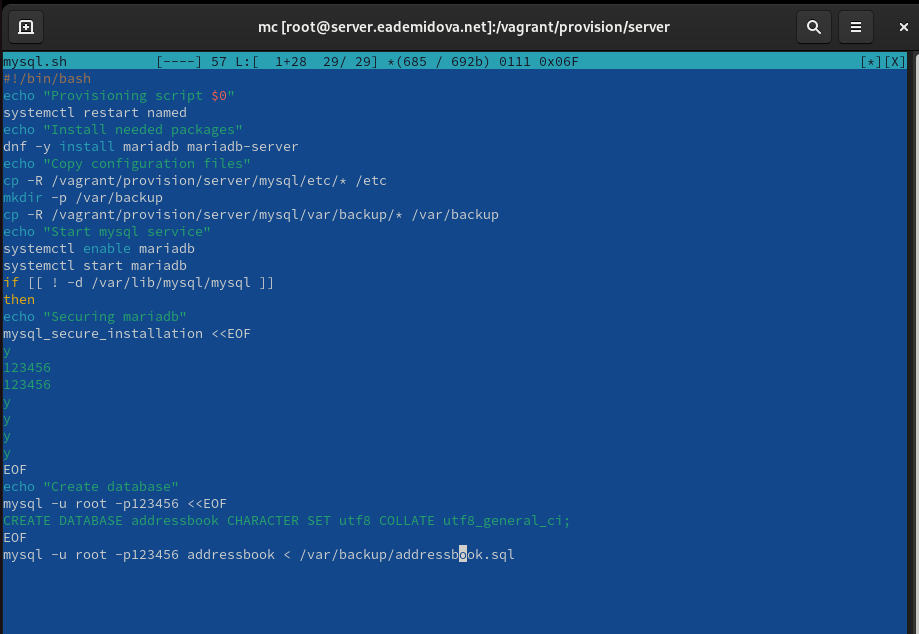 mc [root@server.eademidova.net]:/vagrant/provision/server
mysql.sh [----] 57 L:[ 1+28 29/ 29] *(685 / 692b) 0111 0x06F [*][X]
#!/bin/bash
echo "Provisioning script $0"
systemctl restart named
echo "Install needed packages"
dnf -y install mariadb mariadb-server
echo "Copy configuration files"
cp -R /vagrant/provision/server/mysql/etc/* /etc
mkdir -p /var/backup
cp -R /vagrant/provision/server/mysql/var/backup/* /var/backup
echo "Start mysql service"
systemctl enable mariadb
systemctl start mariadb
if [[ ! -d /var/lib/mysql/mysql ]]
then
echo "Securing mariadb"
mysql_secure_installation <<EOF
y
123456
123456
y
y
y
y
EOF
echo "Create database"
mysql -u root -p123456 <<EOF
CREATE DATABASE addressbook CHARACTER SET utf8 COLLATE utf8_general_ci;
EOF
mysql -u root -p123456 addressbook < /var/backup/addressbook.sql